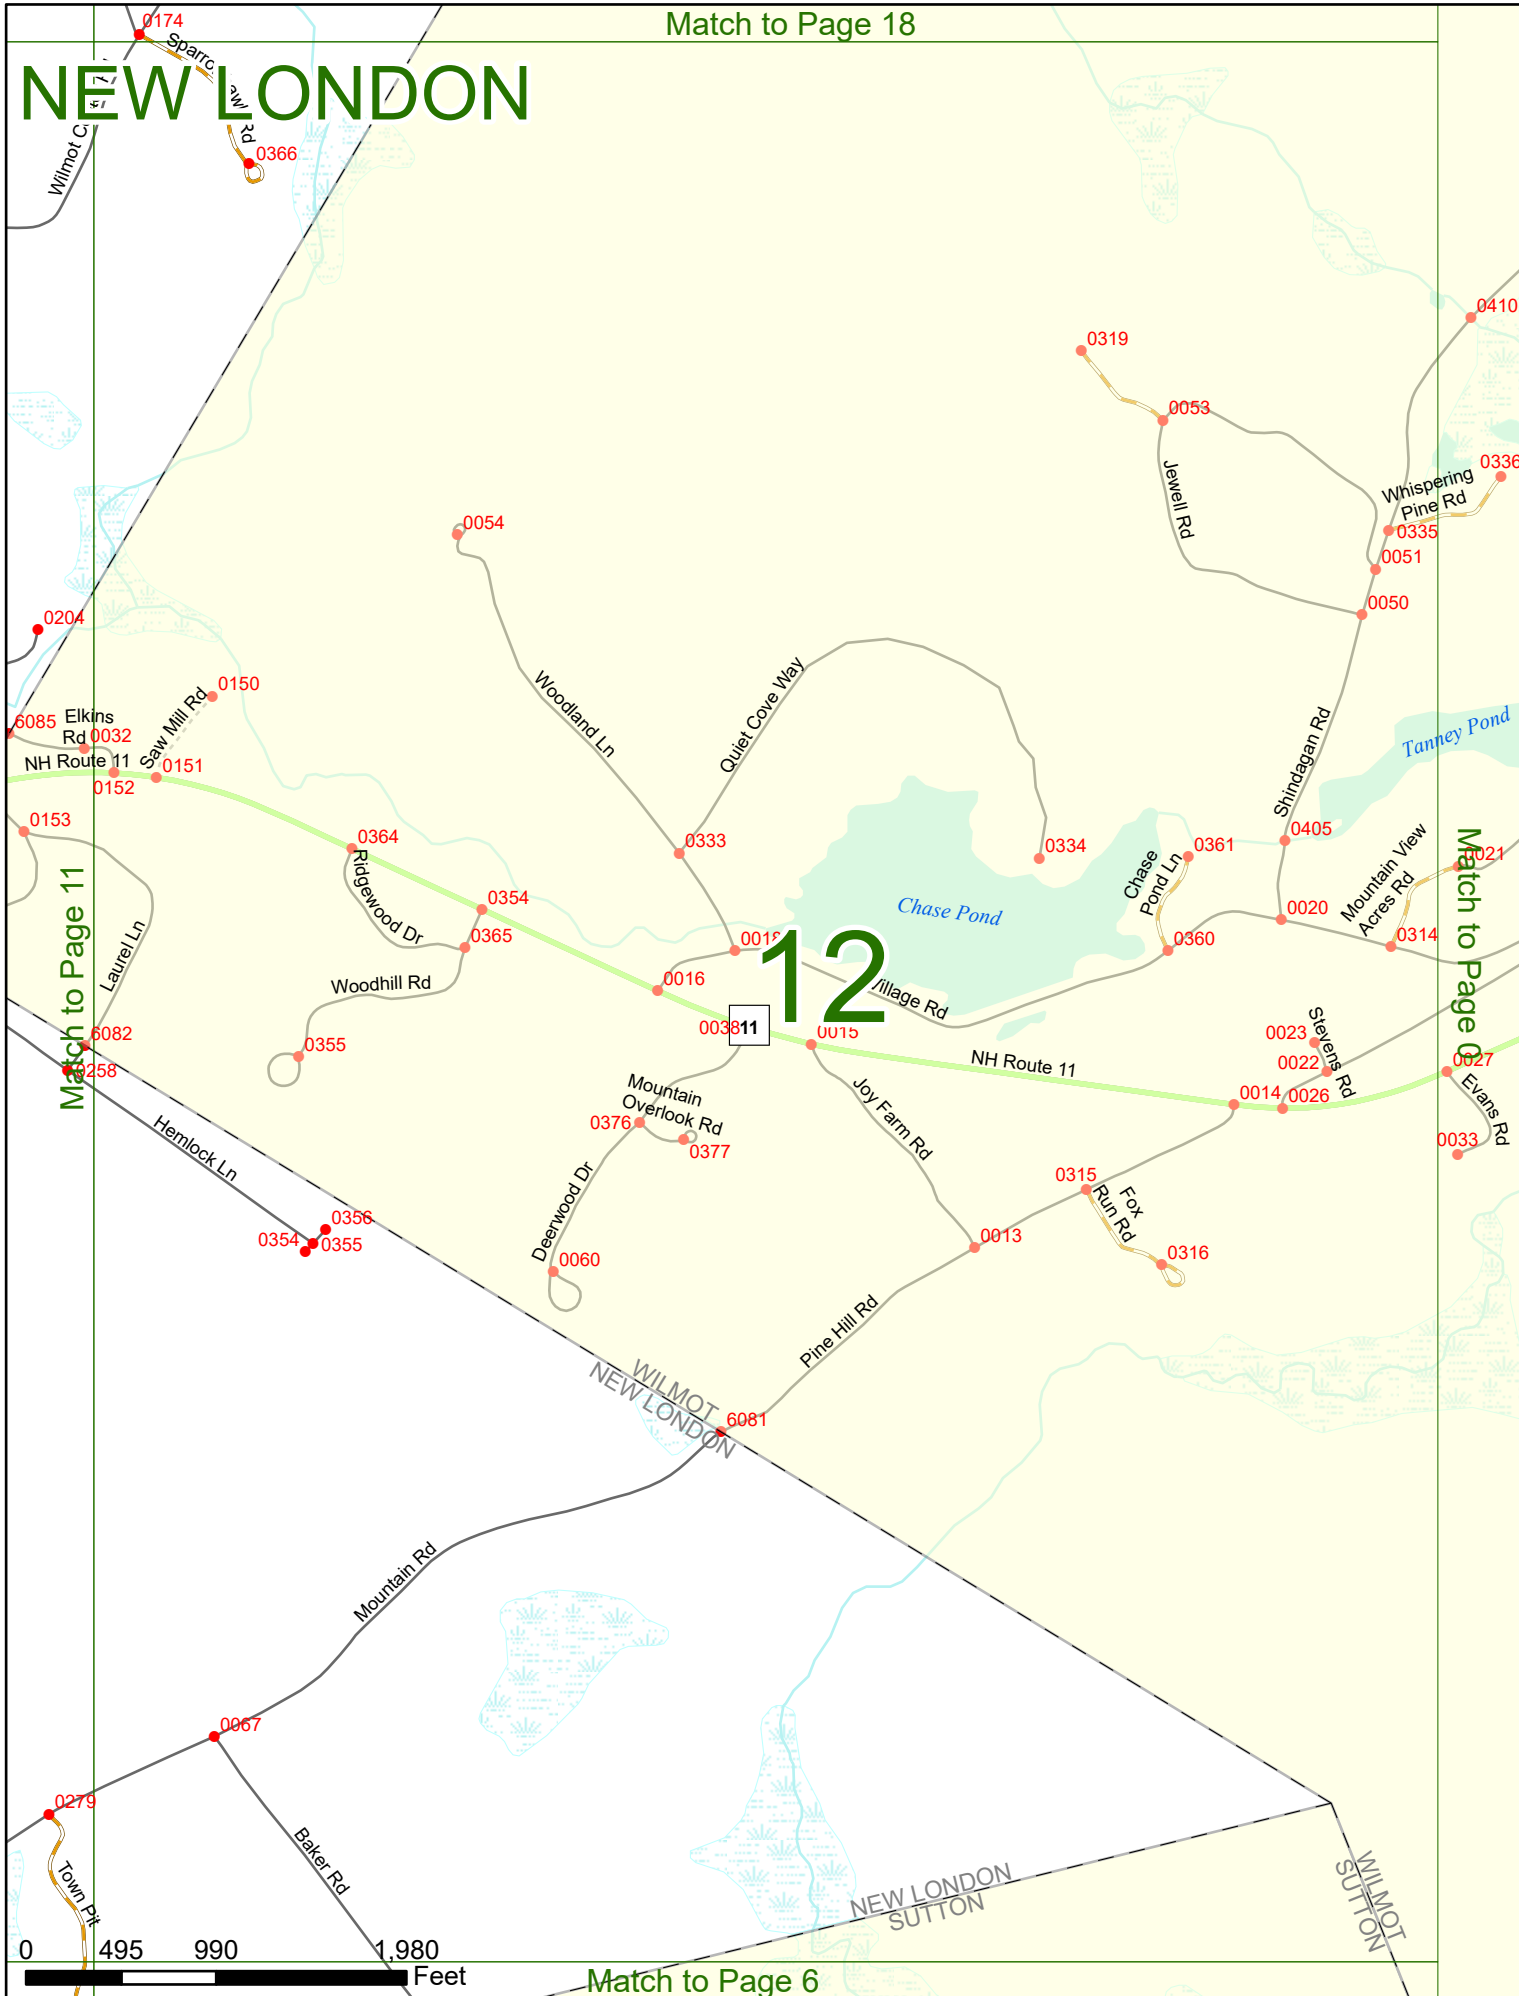 Match to Page 18
0174
NEW LONDON
0366
0410
0319
0053
0336
Whispering
Pine Rd
0335
Jewell Rd
0054
0051
0050
0204
0150
Saw Mill Rd
Woodland Ln
Quiet Cove Way
6085
Elkins
Rd
0032
NH Route 11
0151
0152
Shindagan Rd
Tanney Pond
0153
0364
0333
0334
0361
0405
Chase
Pond Ln
Mountain View
Acres Rd
0021
Match to Page 11
Match to Page 0
Ridgewood Dr
0354
0365
Laurel Ln
Woodhill Rd
Chase Pond
0018
12
0020
0314
0360
0016
Village Rd
0038
11
0015
NH Route 11
6082
0258
0355
0023
Stevens Rd
0022
0027
Evans Rd
0014
0026
Mountain
Overlook Rd
0376
0377
Joy Farm Rd
0033
Hemlock Ln
Deerwood Dr
0315
Fox
Run Rd
0356
0354
0355
0013
0316
0060
Pine Hill Rd
WILMOT
NEW LONDON
6081
Mountain Rd
0067
0279
Baker Rd
Town Pit
NEW LONDON
SUTTON
WILMOT
SUTTON
0 495 990 1,980
Feet
Match to Page 6